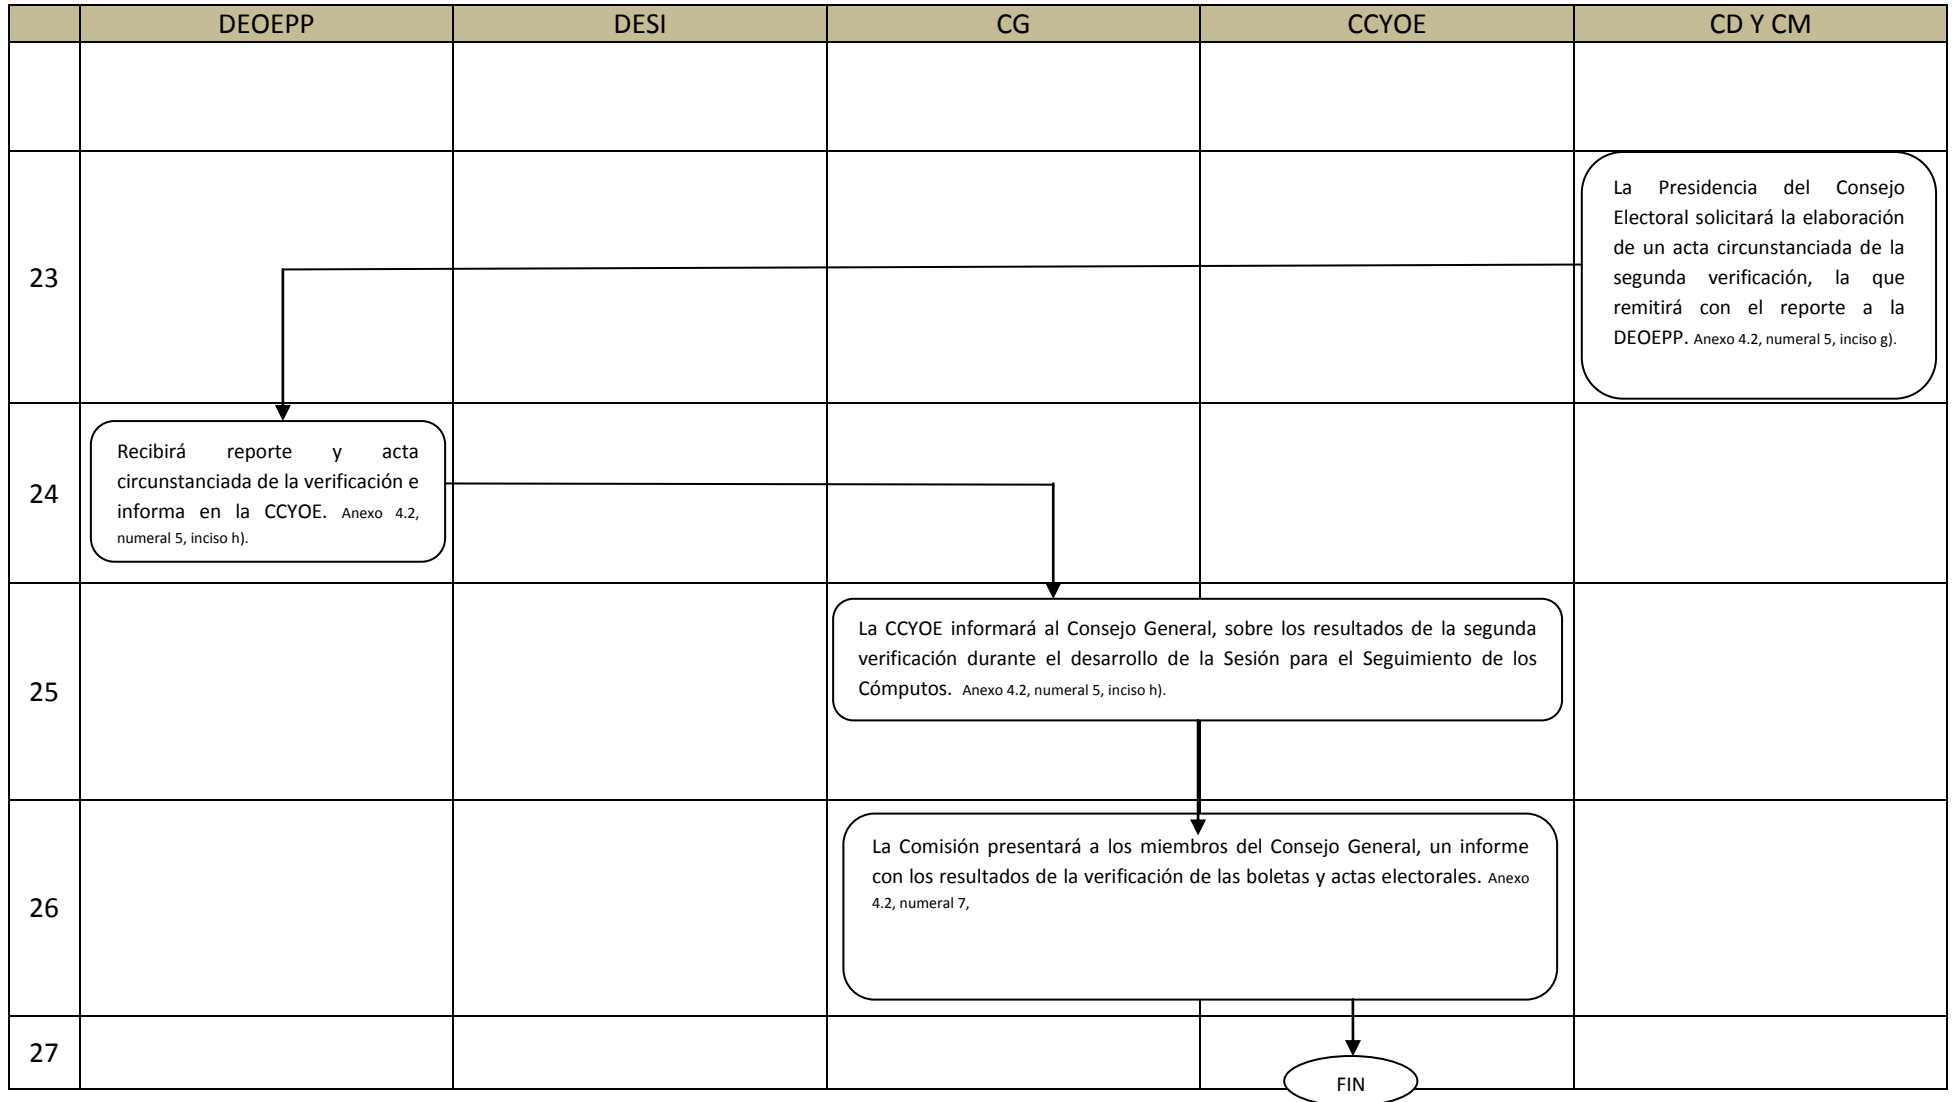 DEOEPP DESI CG CCYOE CD Y CM
23
La Presidencia del Consejo
Electoral solicitará la elaboración
de un acta circunstanciada de la
segunda verificación, la que
remitirá con el reporte a la
DEOEPP. Anexo 4.2, numeral 5, inciso g).
24
Recibirá reporte y acta
circunstanciada de la verificación e
informa en la CCYOE. Anexo 4.2,
numeral 5, inciso h).
25
La CCYOE informará al Consejo General, sobre los resultados de la segunda
verificación durante el desarrollo de la Sesión para el Seguimiento de los
Cómputos. Anexo 4.2, numeral 5, inciso h).
26
La Comisión presentará a los miembros del Consejo General, un informe
con los resultados de la verificación de las boletas y actas electorales. Anexo
4.2, numeral 7,
27
FIN